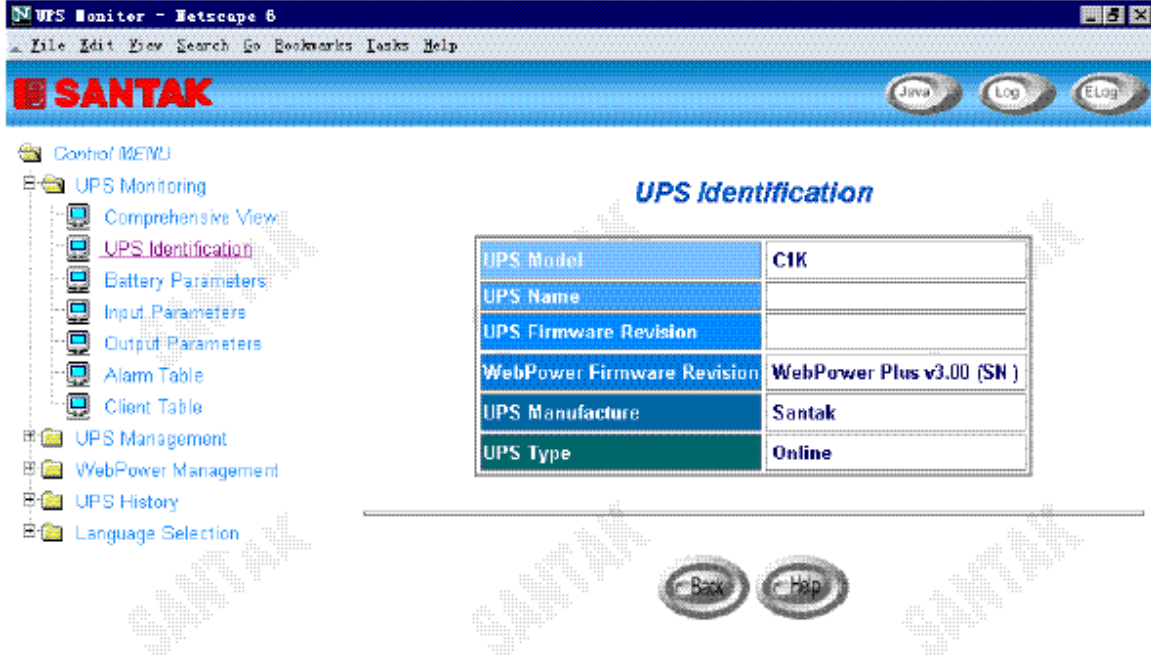 UPS Monitor - Netscape 6
File Edit View Search Go Bookmarks Tasks Help
SANTAK
Java Log ELog
Control MENU
UPS Monitoring
Comprehensive View
UPS Identification
Battery Parameters
Input Parameters
Output Parameters
Alarm Table
Client Table
UPS Management
WebPower Management
UPS History
Language Selection
UPS Identification
UPS Model C1K
UPS Name
UPS Firmware Revision
WebPower Firmware Revision WebPower Plus v3.00 (SN )
UPS Manufacture Santak
UPS Type Online
Back Help
SANTAK
SANTAK
SANTAK
SANTAK
SANTAK
SANTAK